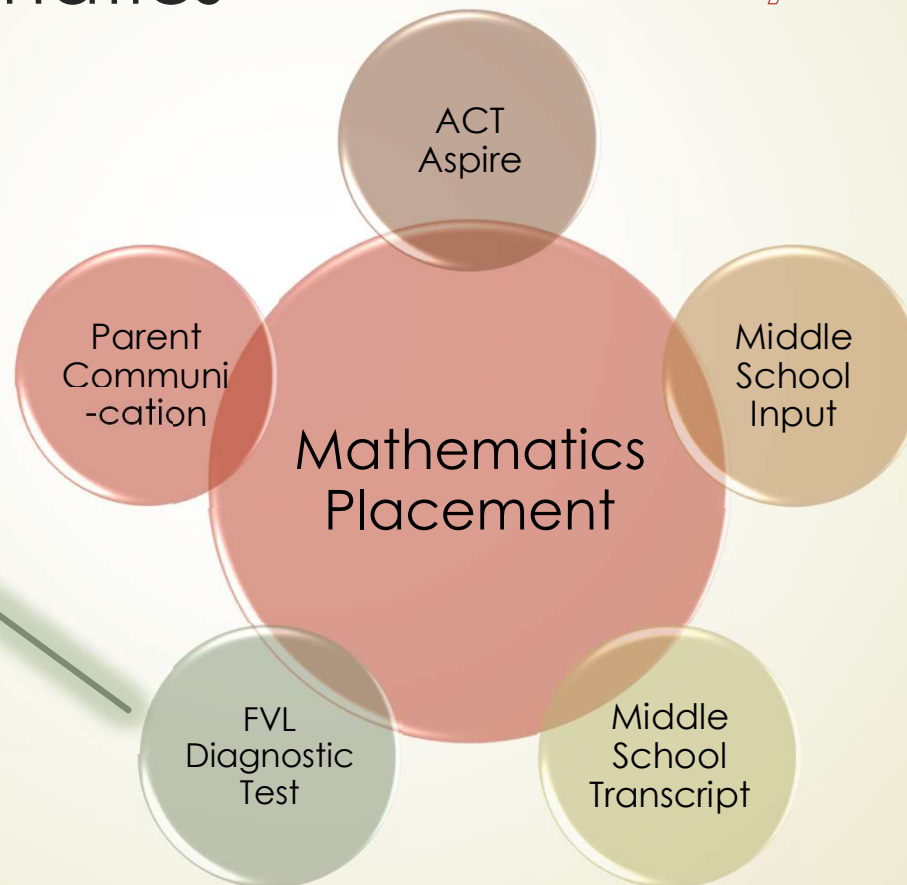 ACT
Aspire
Parent
Communi
-cation
Middle
School
Input
Mathematics
Placement
FVL
Diagnostic
Test
Middle
School
Transcript